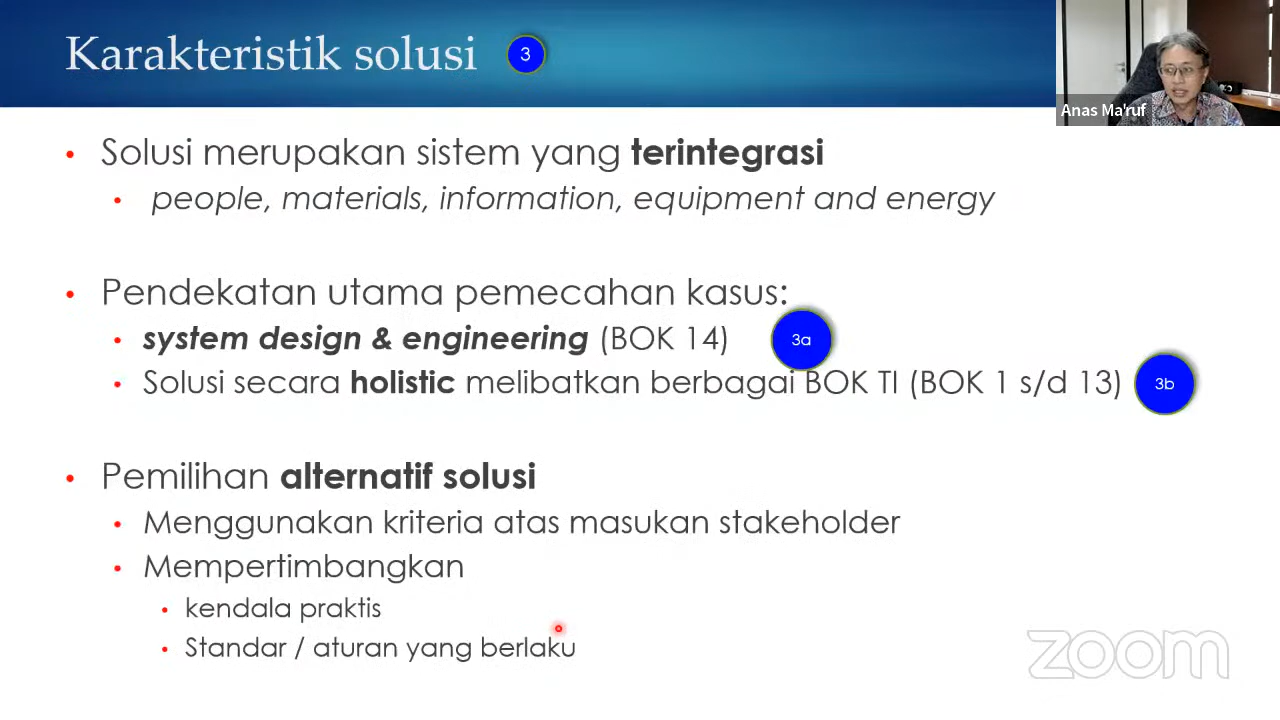 Karakteristik solusi 3
Anas Ma'ruf
• Solusi merupakan sistem yang terintegrasi
• people, materials, information, equipment and energy
• Pendekatan utama pemecahan kasus:
• system design & engineering (BOK 14) 3a
• Solusi secara holistic melibatkan berbagai BOK TI (BOK 1 s/d 13) 3b
• Pemilihan alternatif solusi
• Menggunakan kriteria atas masukan stakeholder
• Mempertimbangkan
• kendala praktis
• Standar / aturan yang berlaku
zoom